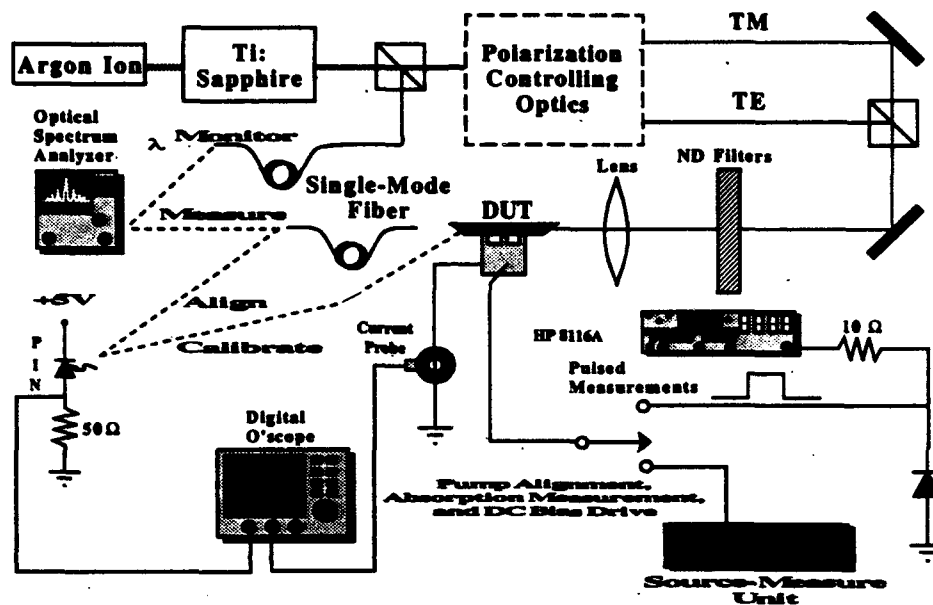 TM
Argon Ion
Ti:
Sapphire
Polarization
Controlling
Optics
TE
Optical
Spectrum
Analyzer
λ Monitor
ND Filters
Lens
Single-Mode
Fiber
Measure
DUT
+5V
Align
P
I
N
Calibrate
Current
Probe
HP 8116A
10 Ω
Pulsed
Measurements
50Ω
Digital
O'scope
Pump Alignment,
Absorption Measurement,
and DC Bias Drive
Source-Measure
Unit